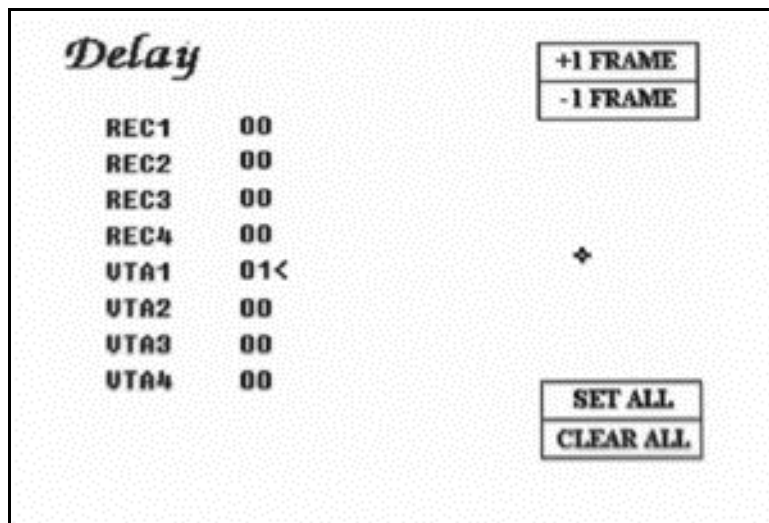 Delay
+1 FRAME
-1 FRAME
REC1 00
REC2 00
REC3 00
REC4 00
VTA1 01<
VTA2 00
VTA3 00
VTA4 00
SET ALL
CLEAR ALL